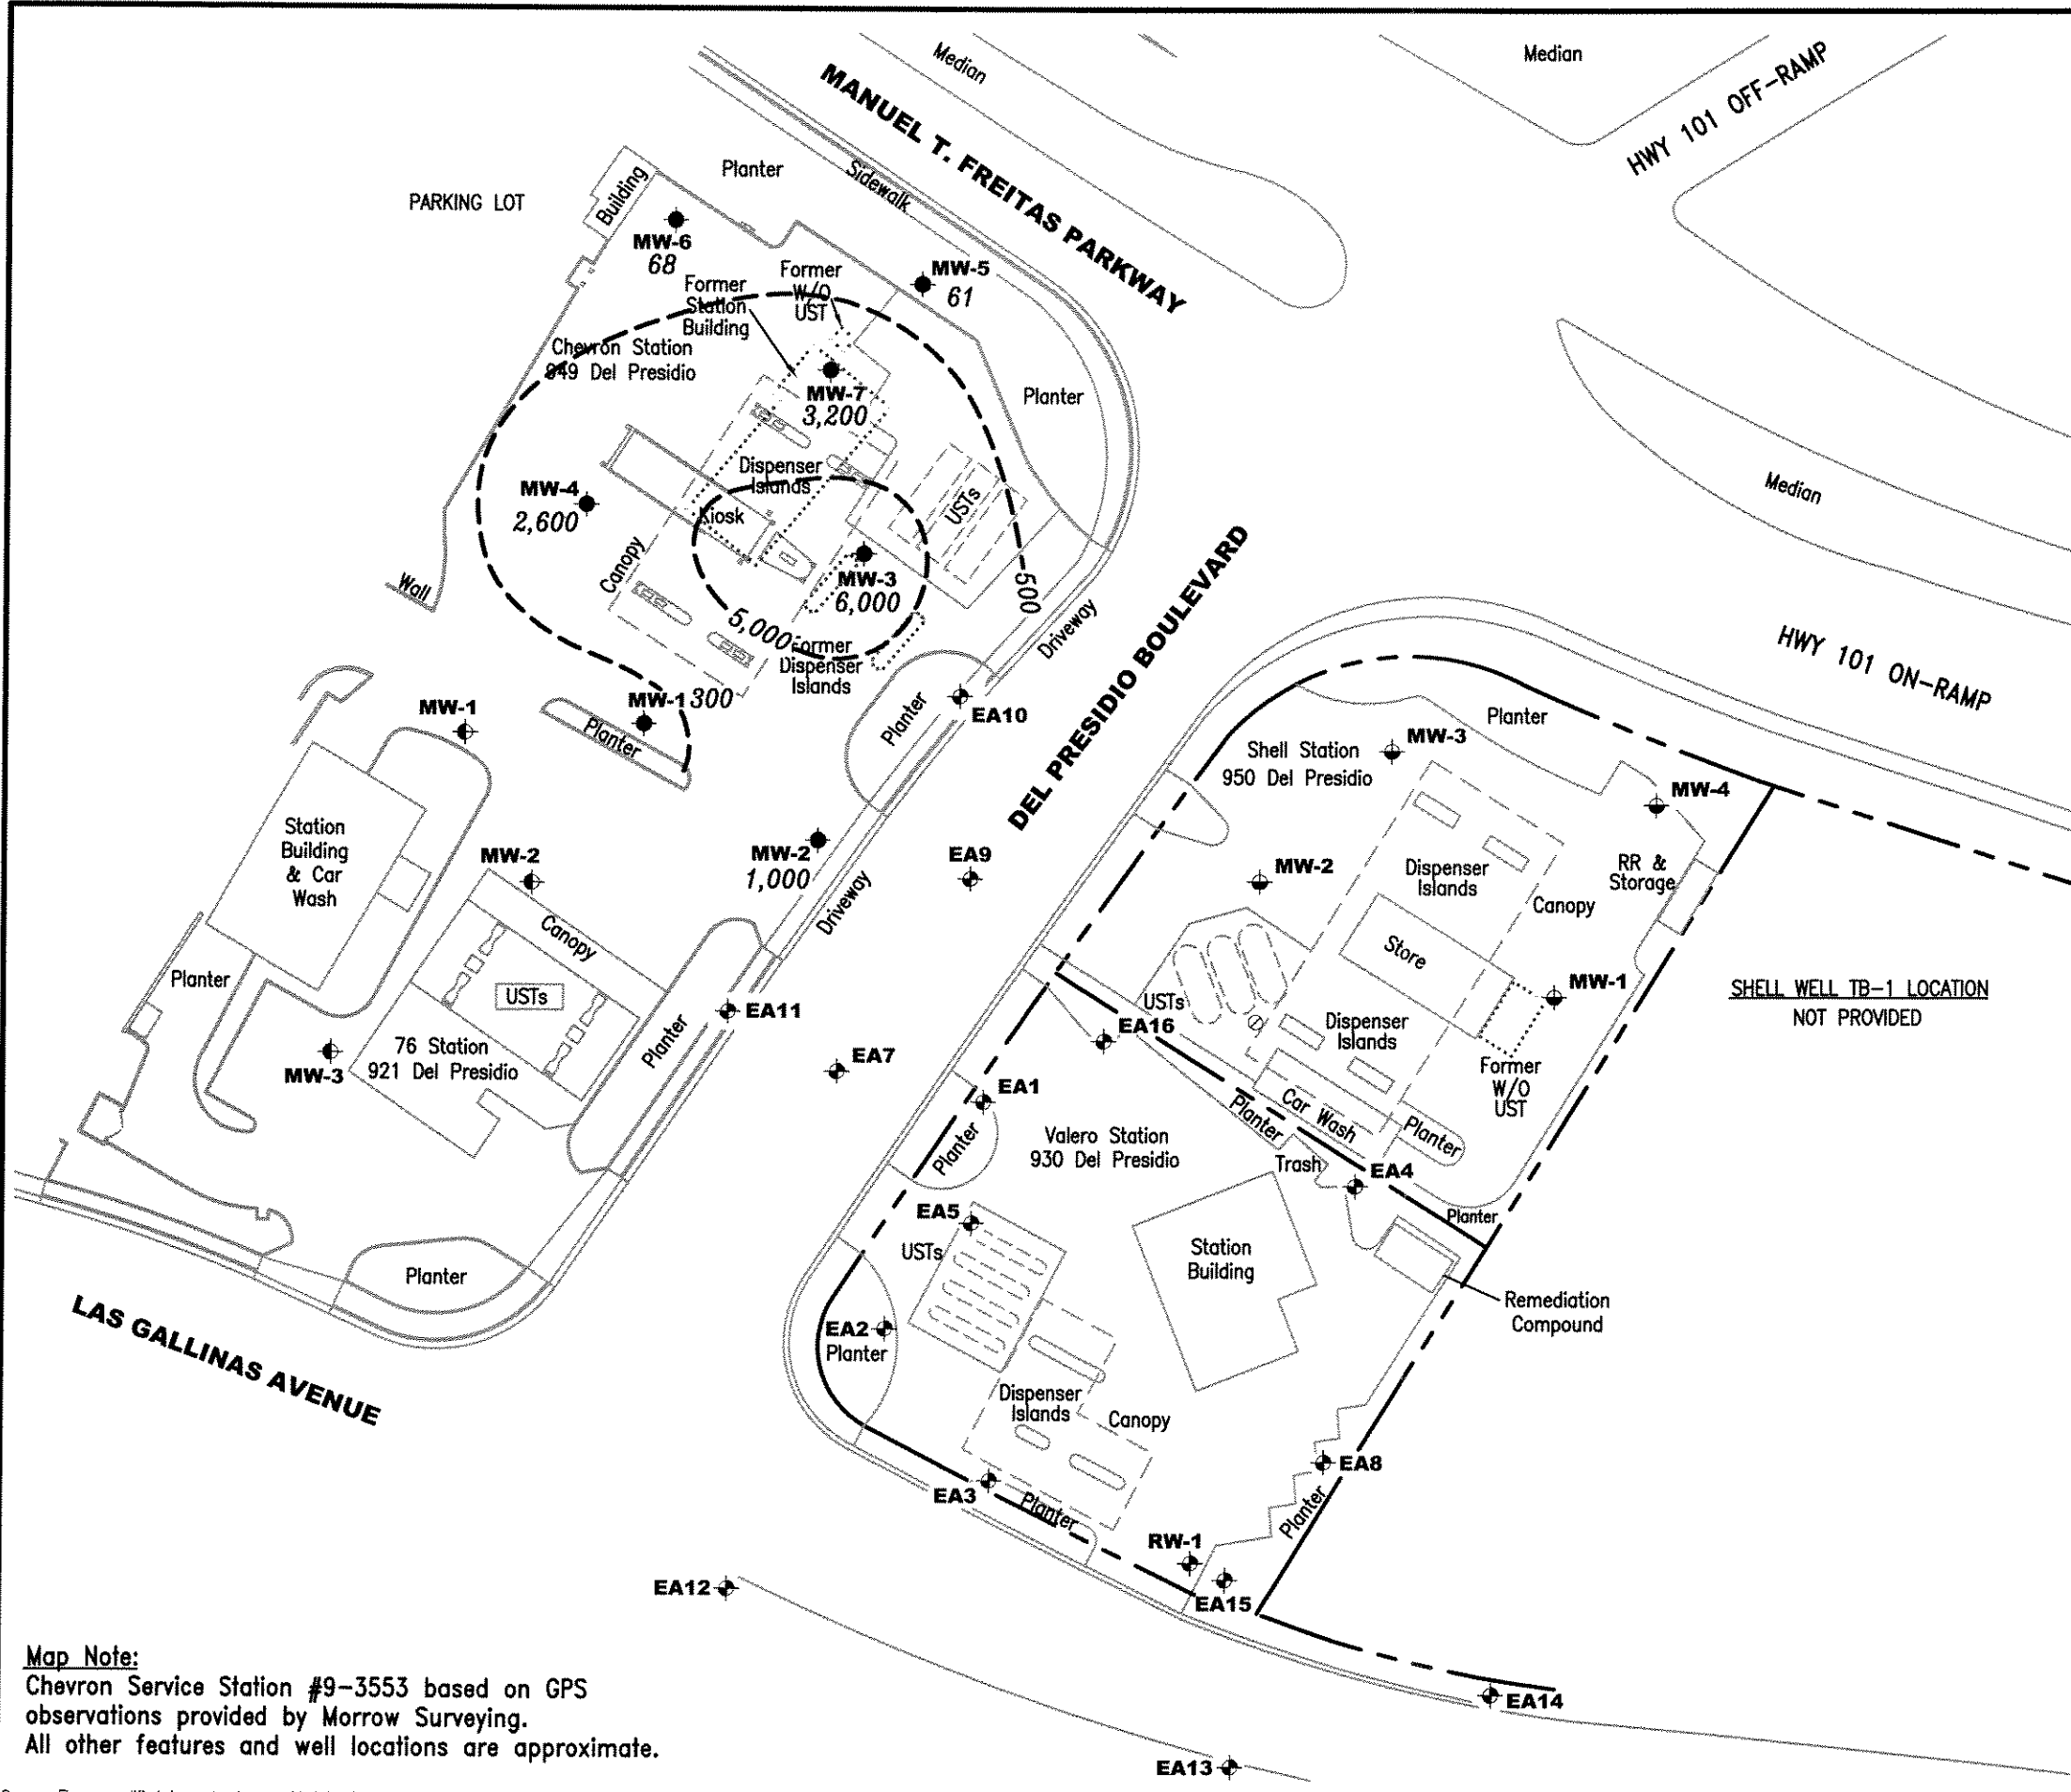 Median
Median
MANUEL T. FREITAS PARKWAY
HWY 101 OFF-RAMP
Planter
Sidewalk
PARKING LOT
Building
MW-6
68
Former
Station
Building
Former
W/O
UST
MW-5
61
Chevron Station
949 Del Presidio
MW-7
3,200
Planter
Dispenser
Islands
USTs
Median
MW-4
2,600
Kiosk
Canopy
MW-3
6,000
500
Wall
5,000
Former
Dispenser
Islands
Driveway
DEL PRESIDIO BOULEVARD
HWY 101 ON-RAMP
MW-1
MW-1 300
Planter
Planter
EA10
Planter
Shell Station
950 Del Presidio
MW-3
MW-4
Station
Building
& Car
Wash
MW-2
MW-2
1,000
Driveway
EA9
MW-2
Dispenser
Islands
RR &
Storage
Canopy
Canopy
Store
Planter
USTs
EA11
Planter
USTs
MW-1
SHELL WELL TB-1 LOCATION
NOT PROVIDED
EA16
Dispenser
Islands
MW-3
76 Station
921 Del Presidio
EA7
EA1
Former
W/O
UST
Car Wash
Planter
Planter
Planter
Valero Station
930 Del Presidio
Trash
EA4
EA5
USTs
Planter
Station
Building
Planter
LAS GALLINAS AVENUE
Remediation
Compound
EA2
Planter
Dispenser
Islands
Canopy
EA8
EA3
Planter
Planter
RW-1
EA12
EA15
Map Note:
Chevron Service Station #9-3553 based on GPS
observations provided by Morrow Surveying.
All other features and well locations are approximate.
EA14
EA13